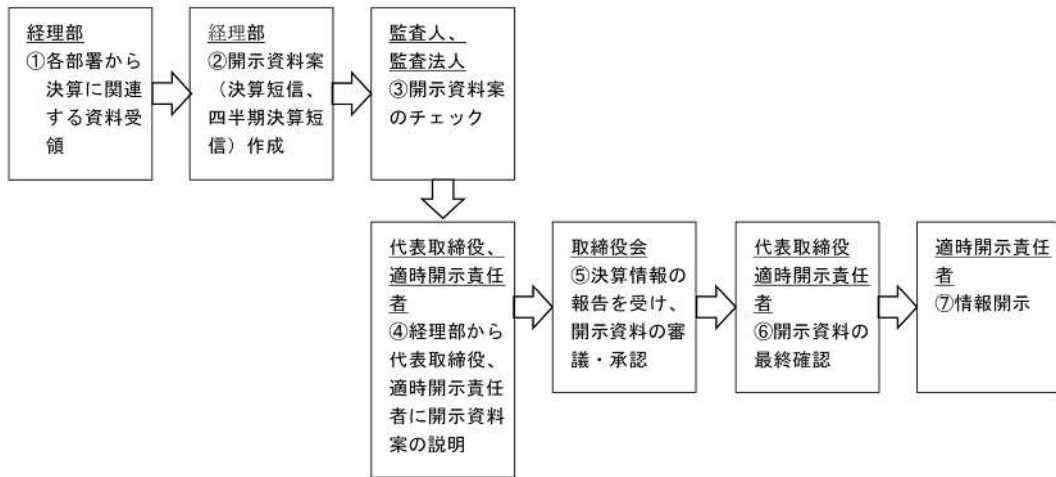 経理部
①各部署から
決算に関連
する資料受
領
経理部
②開示資料案
（決算短信、
四半期決算短
信）作成
監査人、
監査法人
③開示資料案
のチェック
代表取締役、
適時開示責任
者
④経理部から
代表取締役、
適時開示責任
者に開示資料
案の説明
取締役会
⑤決算情報の
報告を受け、
開示資料の審
議・承認
代表取締役
適時開示責任
者
⑥開示資料の
最終確認
適時開示責任
者
⑦情報開示